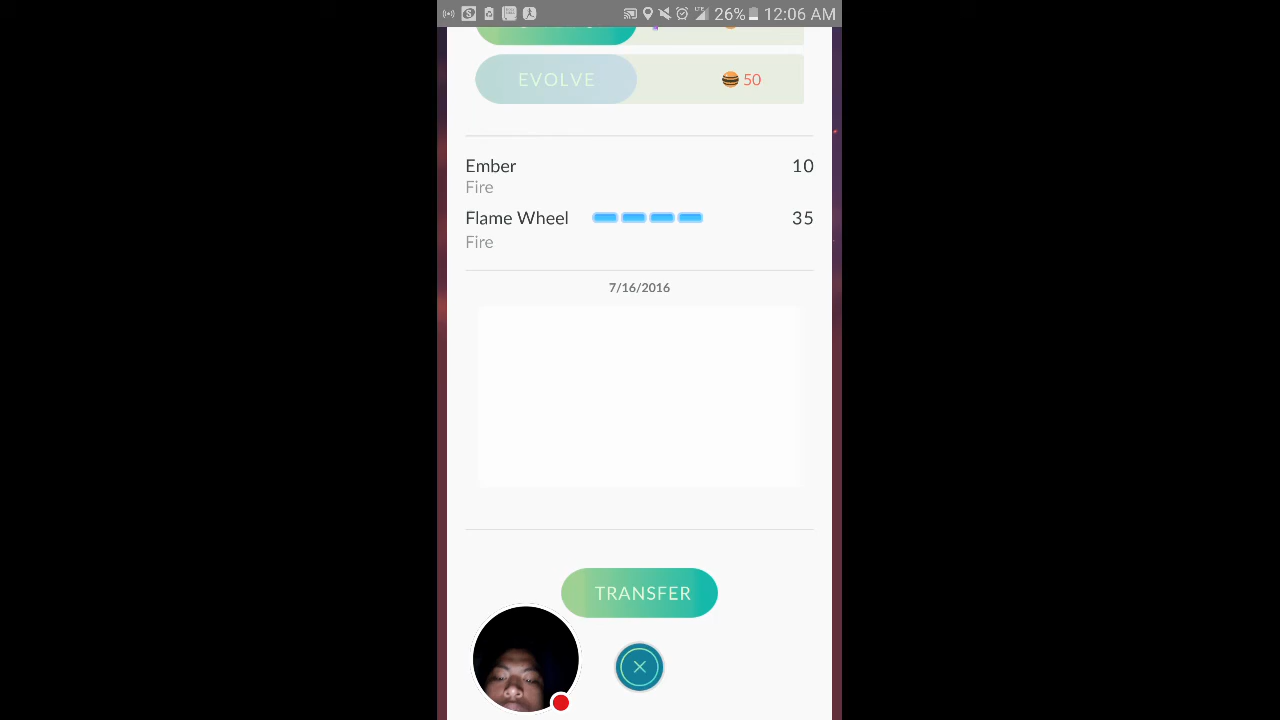 26% 12:06 AM
EVOLVE 50
Ember 10
Fire
Flame Wheel 35
Fire
7/16/2016
TRANSFER